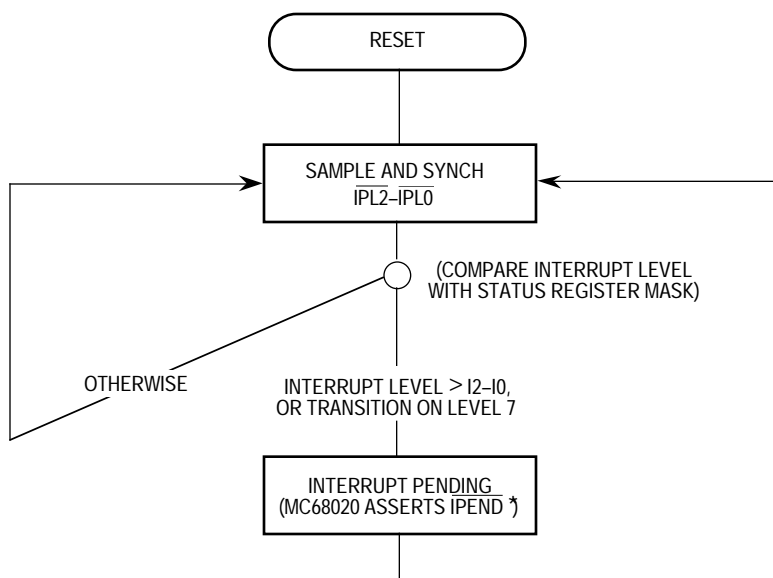 RESET
SAMPLE AND SYNCH
IPL2–IPL0
(COMPARE INTERRUPT LEVEL
WITH STATUS REGISTER MASK)
OTHERWISE
INTERRUPT LEVEL > I2–I0,
OR TRANSITION ON LEVEL 7
INTERRUPT PENDING
(MC68020 ASSERTS IPEND *)